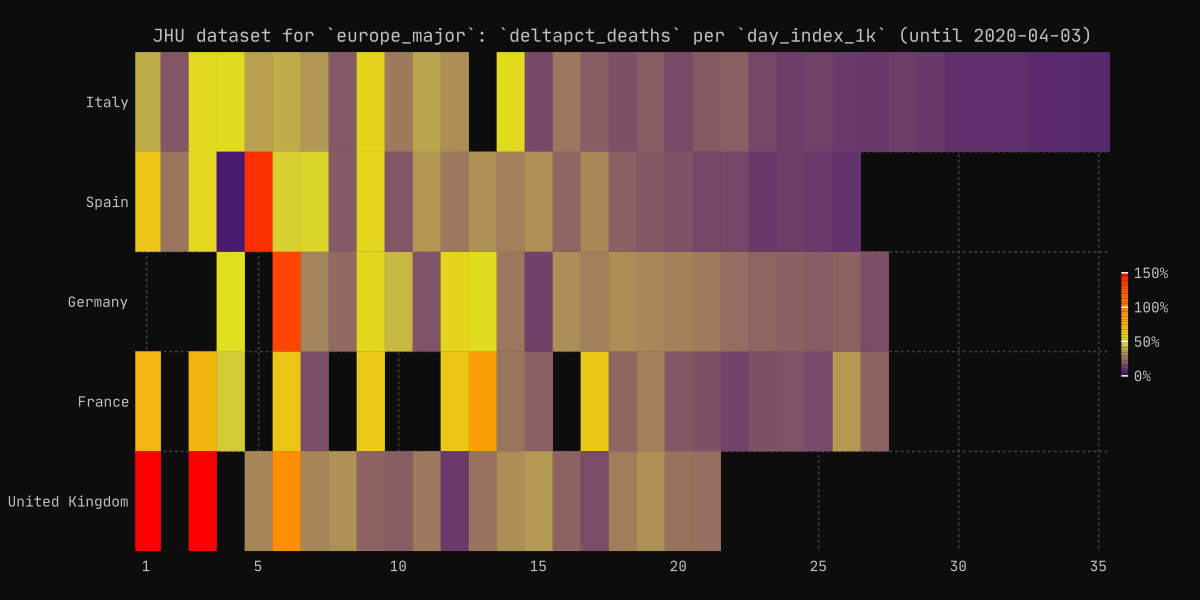 JHU dataset for `europe_major`: `deltapct_deaths` per `day_index_1k` (until 2020-04-03)
Italy
Spain
Germany
France
United Kingdom
150%
100%
50%
0%
1 5 10 15 20 25 30 35